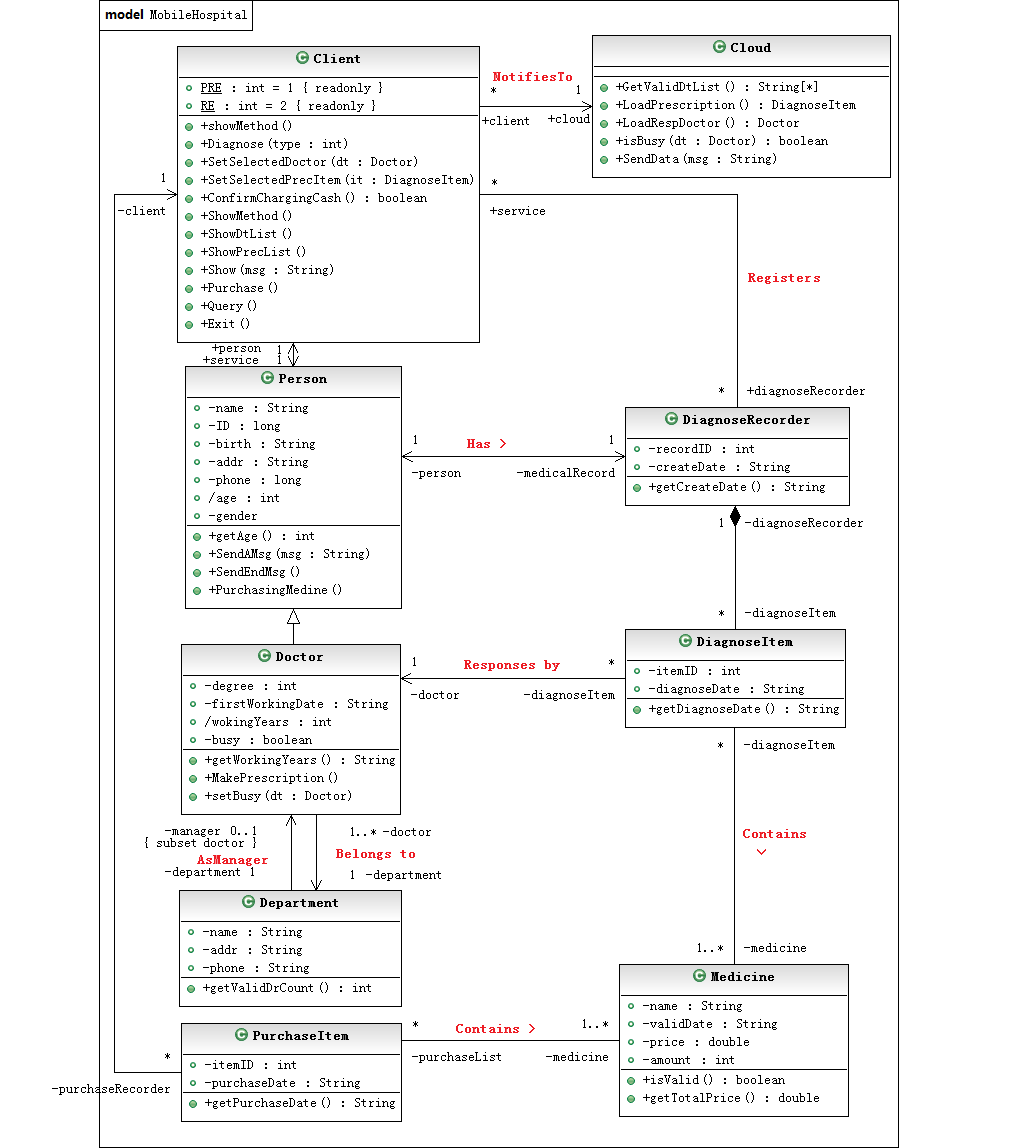 model MobileHospital
Client
PRE : int = 1 { readonly }
RE : int = 2 { readonly }
+showMethod()
+Diagnose(type : int)
+SetSelectedDoctor(dt : Doctor)
+SetSelectedPrecItem(it : DiagnoseItem)
+ConfirmChargingCash() : boolean
+ShowMethod()
+ShowDtList()
+ShowPrecList()
+Show(msg : String)
+Purchase()
+Query()
+Exit()
NotifiesTo
* 1
+client +cloud
Cloud
+GetValidDtList() : String[*]
+LoadPrescription() : DiagnoseItem
+LoadRespDoctor() : Doctor
+isBusy(dt : Doctor) : boolean
+SendData(msg : String)
1
-client
*
+service
Registers
* +diagnoseRecorder
+person 1
+service 1
Person
-name : String
-ID : long
-birth : String
-addr : String
-phone : long
/age : int
-gender
+getAge() : int
+SendAMsg(msg : String)
+SendEndMsg()
+PurchasingMedine()
1 Has > 1
-person -medicalRecord
DiagnoseRecorder
-recordID : int
-createDate : String
+getCreateDate() : String
1 -diagnoseRecorder
* -diagnoseItem
Doctor
-degree : int
-firstWorkingDate : String
/wokingYears : int
-busy : boolean
+getWorkingYears() : String
+MakePrescription()
+setBusy(dt : Doctor)
1 Responses by *
-doctor -diagnoseItem
DiagnoseItem
-itemID : int
-diagnoseDate : String
+getDiagnoseDate() : String
* -diagnoseItem
Contains
1..* -medicine
-manager 0..1
{ subset doctor }
AsManager
-department 1
1..* -doctor
Belongs to
1 -department
Department
-name : String
-addr : String
-phone : String
+getValidDrCount() : int
PurchaseItem
-itemID : int
-purchaseDate : String
+getPurchaseDate() : String
*
-purchaseRecorder
* Contains > 1..*
-purchaseList -medicine
Medicine
-name : String
-validDate : String
-price : double
-amount : int
+isValid() : boolean
+getTotalPrice() : double